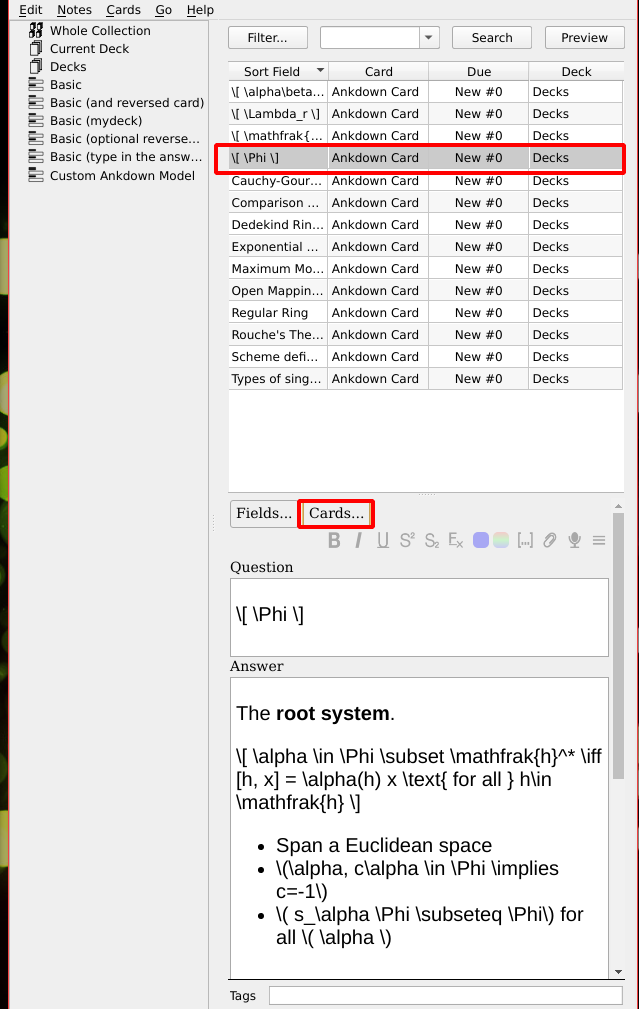 Edit Notes Cards Go Help
Whole Collection
Current Deck
Decks
Basic
Basic (and reversed card)
Basic (mydeck)
Basic (optional reverse...
Basic (type in the answ...
Custom Ankdown Model
Filter... Search Preview
Sort Field Card Due Deck
\[ \alpha\beta... Ankdown Card New #0 Decks
\[ \Lambda_r \] Ankdown Card New #0 Decks
\[ \mathfrak{... Ankdown Card New #0 Decks
\[ \Phi \] Ankdown Card New #0 Decks
Cauchy-Gour... Ankdown Card New #0 Decks
Comparison ... Ankdown Card New #0 Decks
Dedekind Rin... Ankdown Card New #0 Decks
Exponential ... Ankdown Card New #0 Decks
Maximum Mo... Ankdown Card New #0 Decks
Open Mappin... Ankdown Card New #0 Decks
Regular Ring Ankdown Card New #0 Decks
Rouche's The... Ankdown Card New #0 Decks
Scheme defi... Ankdown Card New #0 Decks
Types of sing... Ankdown Card New #0 Decks
Fields... Cards...
B I U S² S₂ Ex [...]
Question
\[ \Phi \]
Answer
The root system.
\[ \alpha \in \Phi \subset \mathfrak{h}^* \iff
[h, x] = \alpha(h) x \text{ for all } h\in
\mathfrak{h} \]
• Span a Euclidean space
• \(\alpha, c\alpha \in \Phi \implies
c=-1\)
• \( s_\alpha \Phi \subseteq \Phi\) for
all \( \alpha \)
Tags